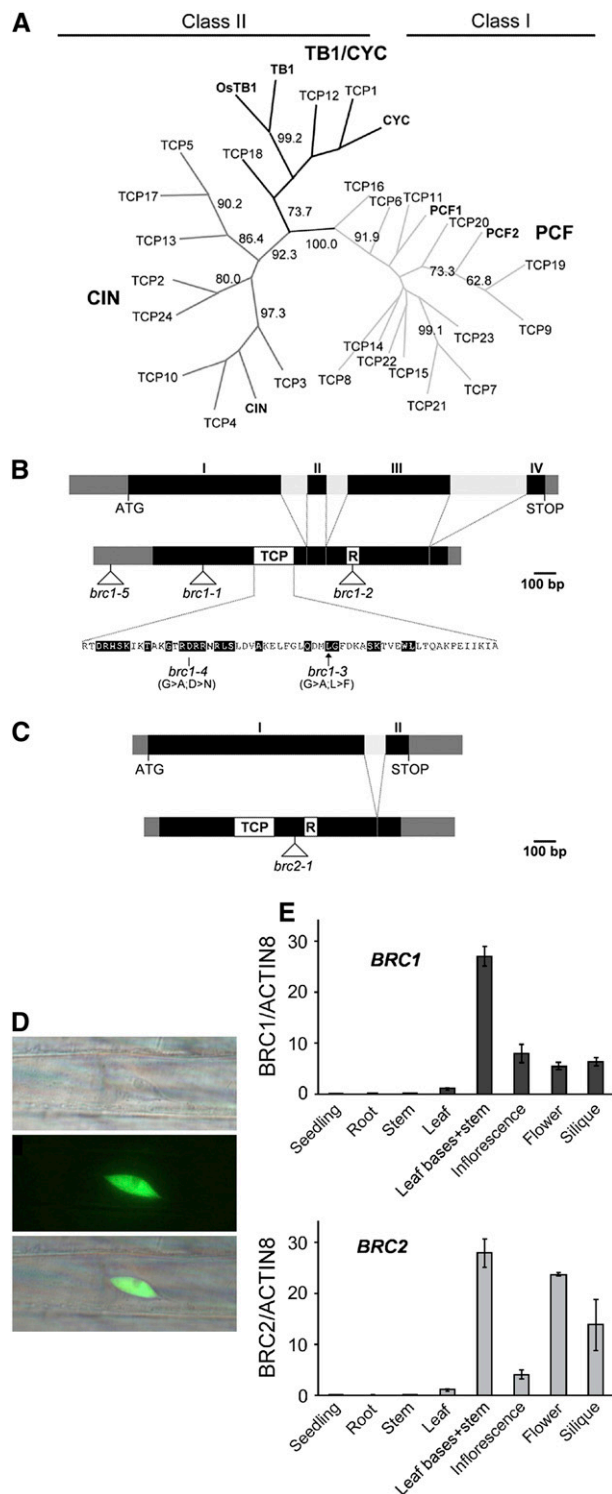 A
Class II
Class I
TB1/CYC
TB1
OsTB1
TCP12
TCP1
CYC
TCP5
99.2
TCP18
TCP16
TCP11
TCP6
PCF1
TCP20
PCF2
PCF
TCP17
90.2
73.7
91.9
TCP13
86.4
92.3
100.0
73.3
TCP19
62.8
TCP2
80.0
CIN
TCP24
97.3
99.1
TCP23
TCP9
TCP14
TCP22
TCP10
TCP3
TCP8
TCP15
TCP7
CIN
TCP4
TCP21
B
I
II
III
IV
ATG
STOP
TCP
R
brc1-5
brc1-1
brc1-2
100 bp
RTDRHSKIKTAKGTRDRRNRLSLDVAKELFGLQDMLGFDKASKTVEWLLTQAKPEIIKIA
brc1-4
brc1-3
(G>A;D>N)
(G>A;L>F)
C
I
II
ATG
STOP
TCP
R
brc2-1
100 bp
D
E
BRC1
BRC1/ACTIN8
30
20
10
0
Seedling
Root
Stem
Leaf
Leaf bases+stem
Inflorescence
Flower
Silique
BRC2
BRC2/ACTIN8
30
20
10
0
Seedling
Root
Stem
Leaf
Leaf bases+stem
Inflorescence
Flower
Silique